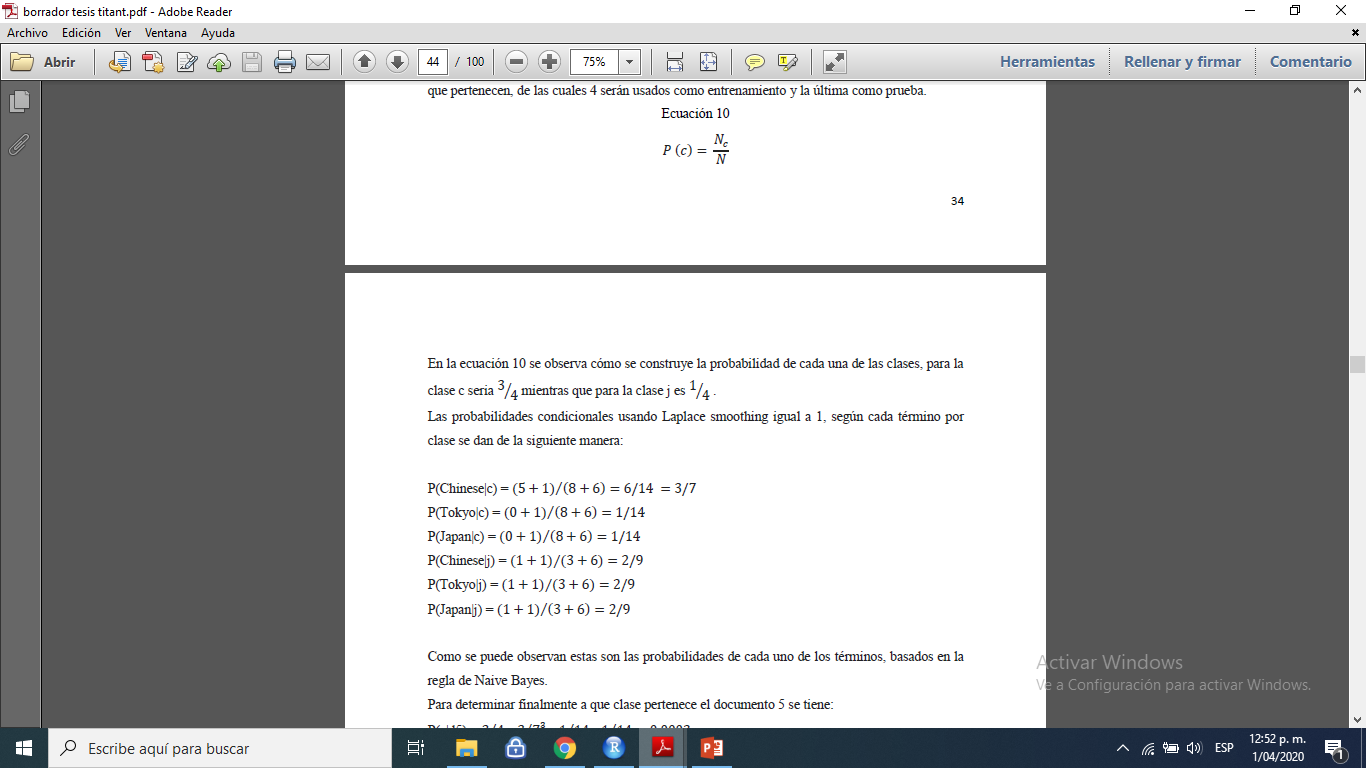 borrador tesis titant.pdf - Adobe Reader
Archivo Edición Ver Ventana Ayuda
Abrir 44 / 100 75% Herramientas Rellenar y firmar Comentario
que pertenecen, de las cuales 4 serán usados como entrenamiento y la última como prueba.
Ecuación 10
P (c) = N_c / N
34
En la ecuación 10 se observa cómo se construye la probabilidad de cada una de las clases, para la
clase c seria 3/4 mientras que para la clase j es 1/4 .
Las probabilidades condicionales usando Laplace smoothing igual a 1, según cada término por
clase se dan de la siguiente manera:
P(Chinese|c) = (5 + 1)/(8 + 6) = 6/14 = 3/7
P(Tokyo|c) = (0 + 1)/(8 + 6) = 1/14
P(Japan|c) = (0 + 1)/(8 + 6) = 1/14
P(Chinese|j) = (1 + 1)/(3 + 6) = 2/9
P(Tokyo|j) = (1 + 1)/(3 + 6) = 2/9
P(Japan|j) = (1 + 1)/(3 + 6) = 2/9
Como se puede observan estas son las probabilidades de cada uno de los términos, basados en la
regla de Naive Bayes.
Para determinar finalmente a que clase pertenece el documento 5 se tiene:
Activar Windows
Ve a Configuración para activar Windows.
Escribe aquí para buscar
ESP
12:52 p. m.
1/04/2020
1